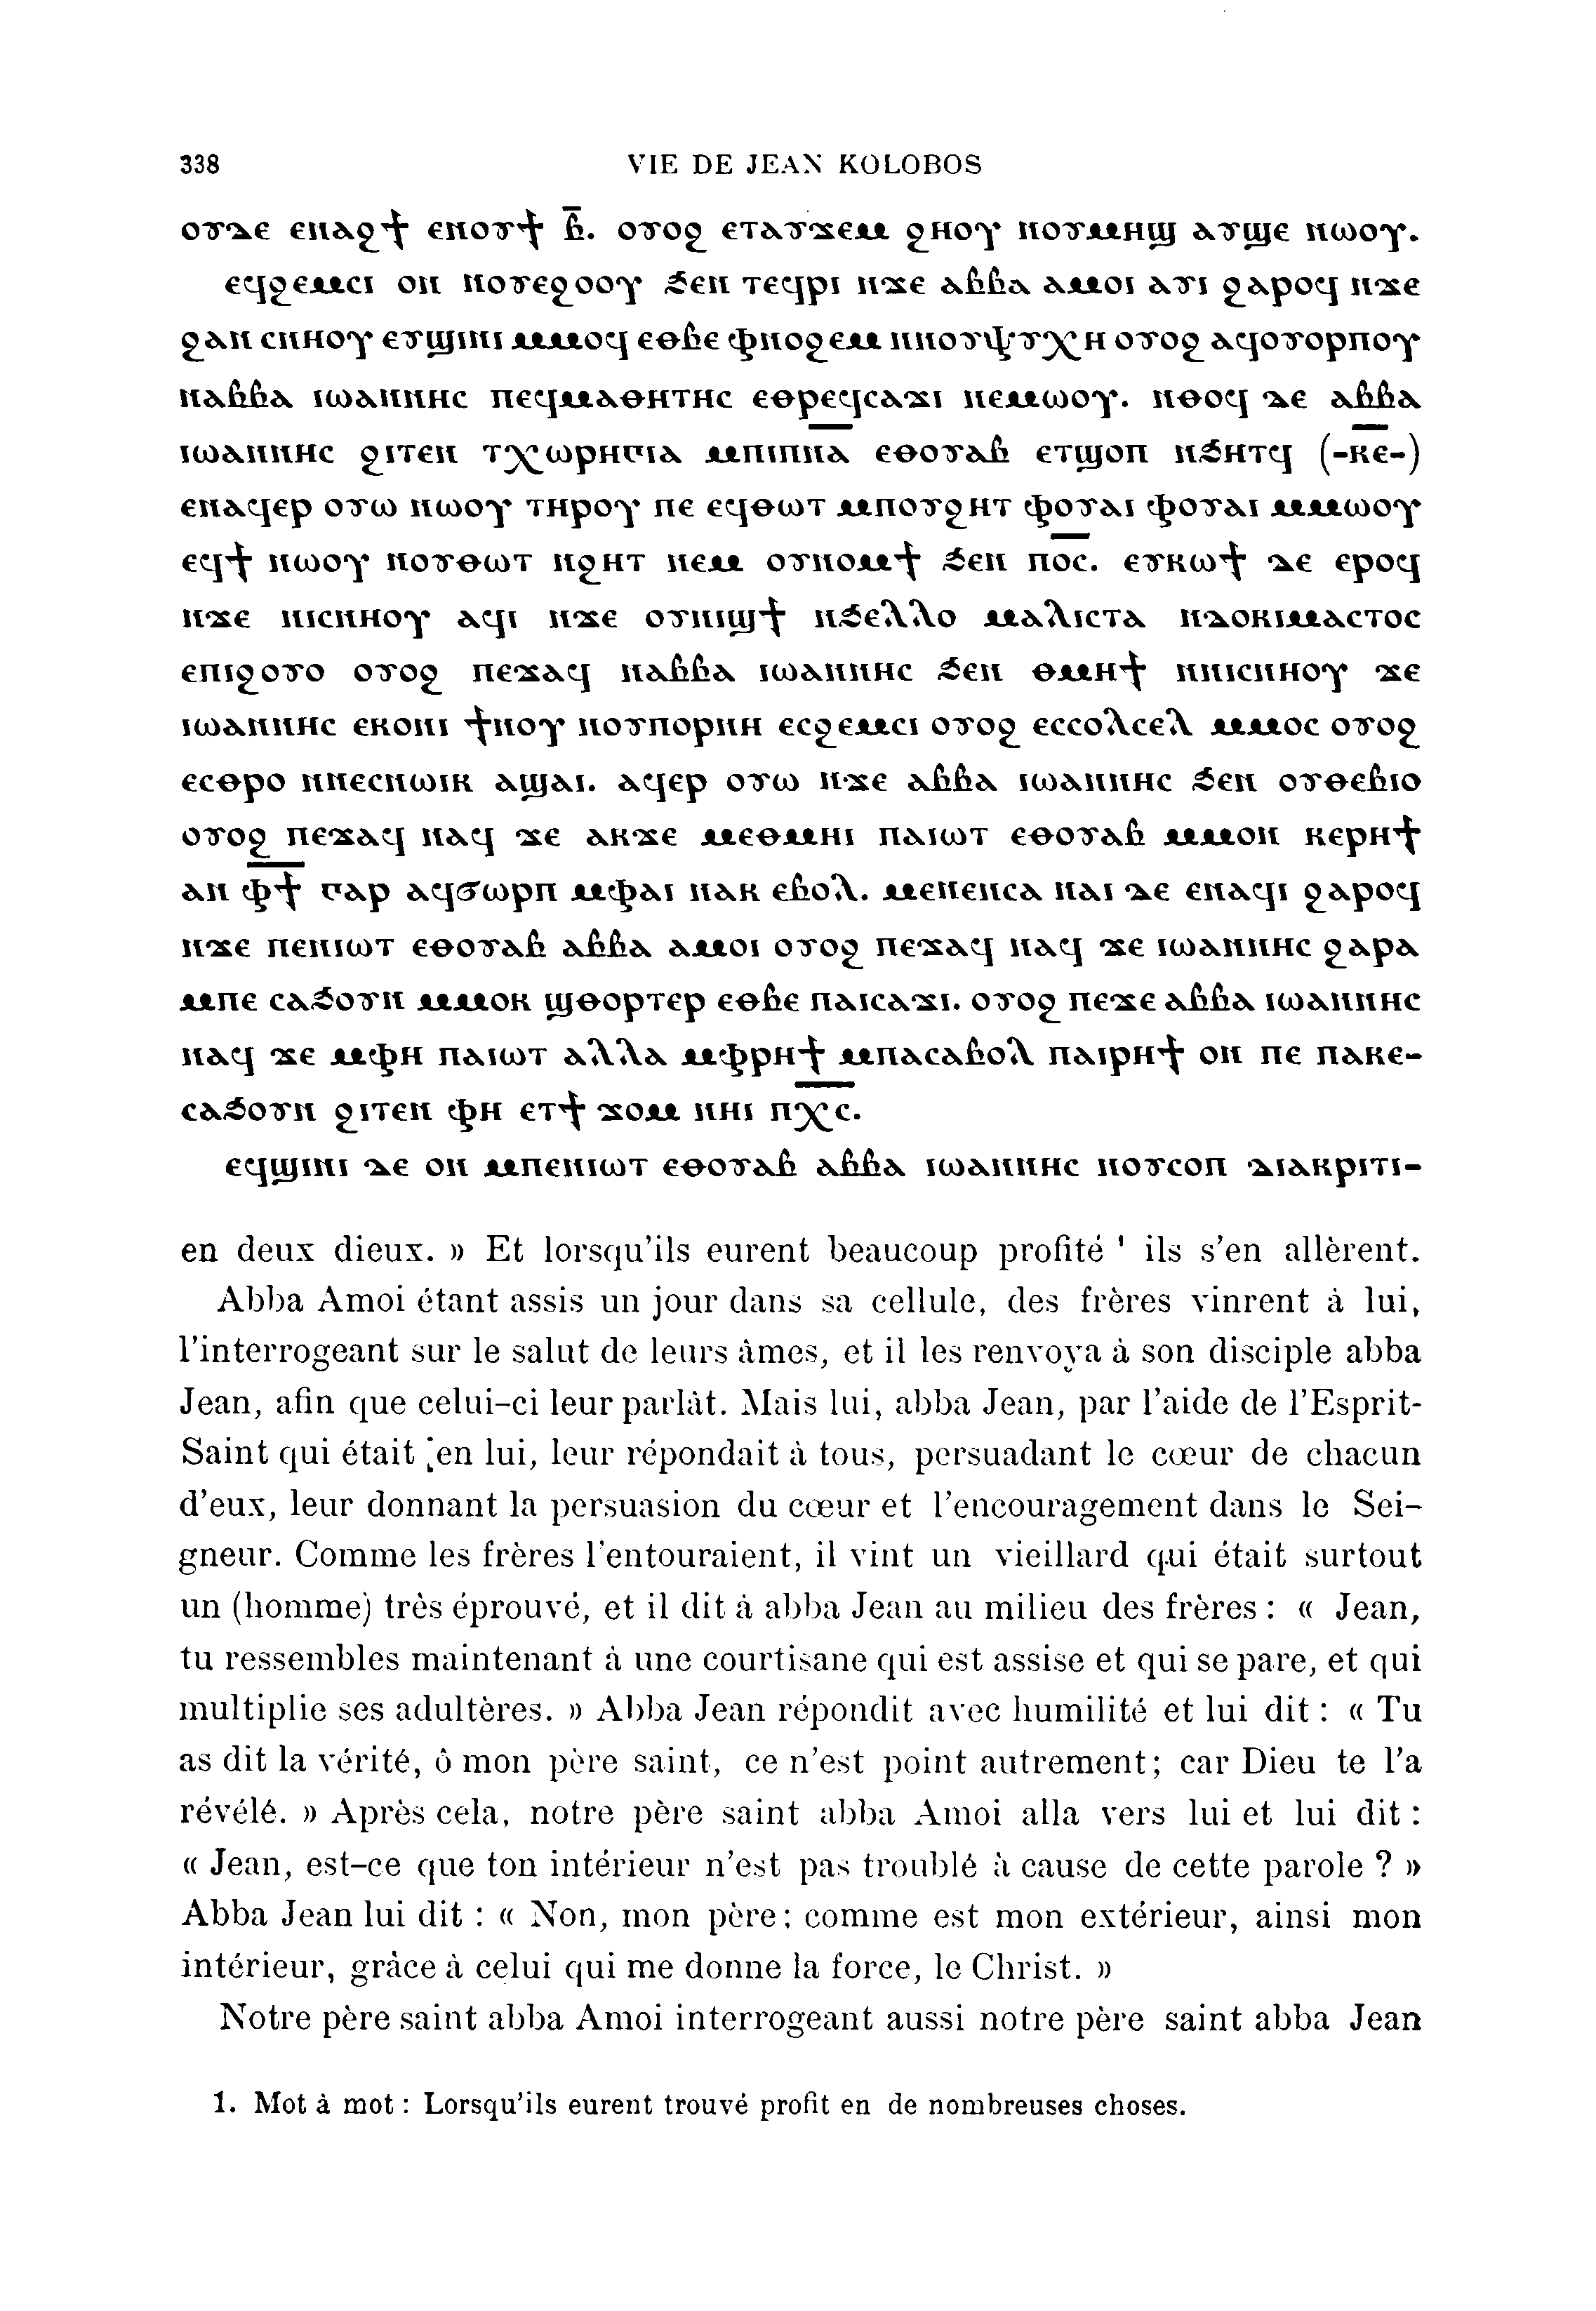 338 VIE DE JEAN KOLOBOS
ⲟⲩⲇⲉ ⲉⲛⲁϩϯ ⲉⲛⲟⲩϯ ⲃ̅. ⲟⲩⲟϩ ⲉⲧⲁⲩϫⲉⲙ ϩⲏⲟⲩ ⲛⲟⲩⲙⲏϣ ⲁⲩϣⲉ ⲛⲱⲟⲩ.
ⲉϥϩⲉⲙⲥⲓ ⲟⲛ ⲛⲟⲩⲉϩⲟⲟⲩ ϧⲉⲛ ⲧⲉϥⲣⲓ ⲛϫⲉ ⲁⲃⲃⲁ ⲁⲙⲟⲓ ⲁⲩⲓ ϩⲁⲣⲟϥ ⲛϫⲉ
ϩⲁⲛ ⲥⲛⲏⲟⲩ ⲉⲩϣⲓⲛⲓ ⲙⲙⲟϥ ⲉⲑⲃⲉ ⲫⲛⲟϩⲉⲙ ⲛⲛⲟⲩⲯⲩⲭⲏ ⲟⲩⲟϩ ⲁϥⲟⲩⲟⲣⲡⲟⲩ
ⲛⲁⲃⲃⲁ ⲓⲱⲁⲛⲛⲏⲥ ⲡⲉϥⲙⲁⲑⲏⲧⲏⲥ ⲉⲑⲣⲉϥⲥⲁϫⲓ ⲛⲉⲙⲱⲟⲩ. ⲛⲑⲟϥ ⲇⲉ ⲁⲃⲃⲁ
ⲓⲱⲁⲛⲛⲏⲥ ϩⲓⲧⲉⲛ ⲧⲭⲱⲣⲏⲅⲓⲁ ⲙⲡⲓⲡ̅ⲛ̅ⲁ̅ ⲉⲑⲟⲩⲁⲃ ⲉⲧϣⲟⲡ ⲛϧⲏⲧϥ (-ⲕ̅ⲉ̅-)
ⲉⲛⲁϥⲉⲣ ⲟⲩⲱ ⲛⲱⲟⲩ ⲧⲏⲣⲟⲩ ⲡⲉ ⲉϥⲑⲱⲧ ⲙⲡⲟⲩϩⲏⲧ ⲫⲟⲩⲁⲓ ⲫⲟⲩⲁⲓ ⲙⲙⲱⲟⲩ
ⲉϥϯ ⲛⲱⲟⲩ ⲛⲟⲩⲑⲱⲧ ⲛϩⲏⲧ ⲛⲉⲙ ⲟⲩⲛⲟⲙϯ ϧⲉⲛ ⲡ̅ⲟ̅ⲥ̅. ⲉⲩⲕⲱϯ ⲇⲉ ⲉⲣⲟϥ
ⲛϫⲉ ⲛⲓⲥⲛⲏⲟⲩ ⲁϥⲓ ⲛϫⲉ ⲟⲩⲛⲓϣϯ ⲛϧⲉⲗⲗⲟ ⲙⲁⲗⲓⲥⲧⲁ ⲛⲇⲟⲕⲓⲙⲁⲥⲧⲟⲥ
ⲉⲡⲓϩⲟⲩⲟ ⲟⲩⲟϩ ⲡⲉϫⲁϥ ⲛⲁⲃⲃⲁ ⲓⲱⲁⲛⲛⲏⲥ ϧⲉⲛ ⲑⲙⲏϯ ⲛⲛⲓⲥⲛⲏⲟⲩ ϫⲉ
ⲓⲱⲁⲛⲛⲏⲥ ⲉⲕⲟⲛⲓ ϯⲛⲟⲩ ⲛⲟⲩⲡⲟⲣⲛⲏ ⲉⲥϩⲉⲙⲥⲓ ⲟⲩⲟϩ ⲉⲥⲥⲟⲗⲥⲉⲗ ⲙⲙⲟⲥ ⲟⲩⲟϩ
ⲉⲥⲑⲣⲟ ⲛⲛⲉⲥⲛⲱⲓⲕ ⲁϣⲁⲓ. ⲁϥⲉⲣ ⲟⲩⲱ ⲛϫⲉ ⲁⲃⲃⲁ ⲓⲱⲁⲛⲛⲏⲥ ϧⲉⲛ ⲟⲩⲑⲉⲃⲓⲟ
ⲟⲩⲟϩ ⲡⲉϫⲁϥ ⲛⲁϥ ϫⲉ ⲁⲕϫⲉ ⲙⲉⲑⲙⲏⲓ ⲡⲁⲓⲱⲧ ⲉⲑⲟⲩⲁⲃ ⲙⲙⲟⲛ ⲕⲉⲣⲏϯ
ⲁⲛ ⲫ̅ϯ̅ ⲅⲁⲣ ⲁϥϭⲱⲣⲡ ⲙⲫⲁⲓ ⲛⲁⲕ ⲉⲃⲟⲗ. ⲙⲉⲛⲉⲛⲥⲁ ⲛⲁⲓ ⲇⲉ ⲉⲛⲁϥⲓ ϩⲁⲣⲟϥ
ⲛϫⲉ ⲡⲉⲛⲓⲱⲧ ⲉⲑⲟⲩⲁⲃ ⲁⲃⲃⲁ ⲁⲙⲟⲓ ⲟⲩⲟϩ ⲡⲉϫⲁϥ ⲛⲁϥ ϫⲉ ⲓⲱⲁⲛⲛⲏⲥ ϩⲁⲣⲁ
ⲙⲡⲉ ⲥⲁϧⲟⲩⲛ ⲙⲙⲟⲕ ϣⲑⲟⲣⲧⲉⲣ ⲉⲑⲃⲉ ⲡⲁⲓⲥⲁϫⲓ. ⲟⲩⲟϩ ⲡⲉϫⲉ ⲁⲃⲃⲁ ⲓⲱⲁⲛⲛⲏⲥ
ⲛⲁϥ ϫⲉ ⲙⲫⲏ ⲡⲁⲓⲱⲧ ⲁⲗⲗⲁ ⲙⲫⲣⲏϯ ⲙⲡⲁⲥⲁⲃⲟⲗ ⲡⲁⲓⲣⲏϯ ⲟⲛ ⲡⲉ ⲡⲁⲕⲉ-
ⲥⲁϧⲟⲩⲛ ϩⲓⲧⲉⲛ ⲫⲏ ⲉⲧϯ ϫⲟⲙ ⲛⲏⲓ ⲡ̅ⲭ̅ⲥ̅.
ⲉϥϣⲓⲛⲓ ⲇⲉ ⲟⲛ ⲙⲡⲉⲛⲓⲱⲧ ⲉⲑⲟⲩⲁⲃ ⲁⲃⲃⲁ ⲓⲱⲁⲛⲛⲏⲥ ⲛⲟⲩⲥⲟⲡ ⲇⲓⲁⲕⲣⲓⲧⲓ-
en deux dieux. » Et lorsqu'ils eurent beaucoup profité ¹ ils s'en allèrent.
Abba Amoi étant assis un jour dans sa cellule, des frères vinrent à lui,
l'interrogeant sur le salut de leurs âmes, et il les renvoya à son disciple abba
Jean, afin que celui-ci leur parlât. Mais lui, abba Jean, par l'aide de l'Esprit-
Saint qui était en lui, leur répondait à tous, persuadant le cœur de chacun
d'eux, leur donnant la persuasion du cœur et l'encouragement dans le Sei-
gneur. Comme les frères l'entouraient, il vint un vieillard qui était surtout
un (homme) très éprouvé, et il dit à abba Jean au milieu des frères : « Jean,
tu ressembles maintenant à une courtisane qui est assise et qui se pare, et qui
multiplie ses adultères. » Abba Jean répondit avec humilité et lui dit : « Tu
as dit la vérité, ô mon père saint, ce n'est point autrement; car Dieu te l'a
révélé. » Après cela, notre père saint abba Amoi alla vers lui et lui dit :
« Jean, est-ce que ton intérieur n'est pas troublé à cause de cette parole ? »
Abba Jean lui dit : « Non, mon père; comme est mon extérieur, ainsi mon
intérieur, grâce à celui qui me donne la force, le Christ. »
Notre père saint abba Amoi interrogeant aussi notre père saint abba Jean
1. Mot à mot : Lorsqu'ils eurent trouvé profit en de nombreuses choses.